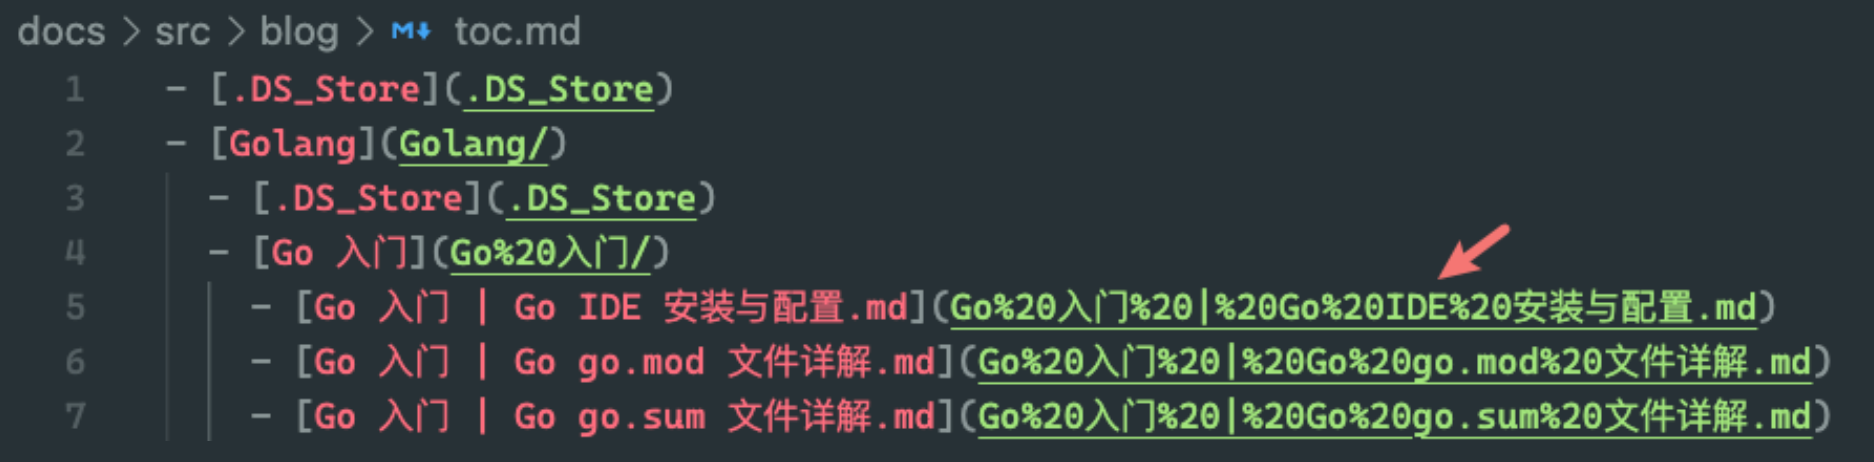 docs > src > blog > M↓ toc.md
1 - [.DS_Store](.DS_Store)
2 - [Golang](Golang/)
3 - [.DS_Store](.DS_Store)
4 - [Go 入门](Go%20入门/)
5 - [Go 入门 | Go IDE 安装与配置.md](Go%20入门%20|%20Go%20IDE%20安装与配置.md)
6 - [Go 入门 | Go go.mod 文件详解.md](Go%20入门%20|%20Go%20go.mod%20文件详解.md)
7 - [Go 入门 | Go go.sum 文件详解.md](Go%20入门%20|%20Go%20go.sum%20文件详解.md)